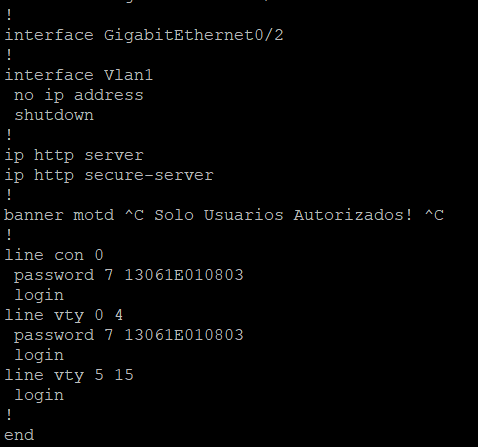 !
interface GigabitEthernet0/2
!
interface Vlan1
 no ip address
 shutdown
!
ip http server
ip http secure-server
!
banner motd ^C Solo Usuarios Autorizados! ^C
!
line con 0
 password 7 13061E010803
 login
line vty 0 4
 password 7 13061E010803
 login
line vty 5 15
 login
!
end